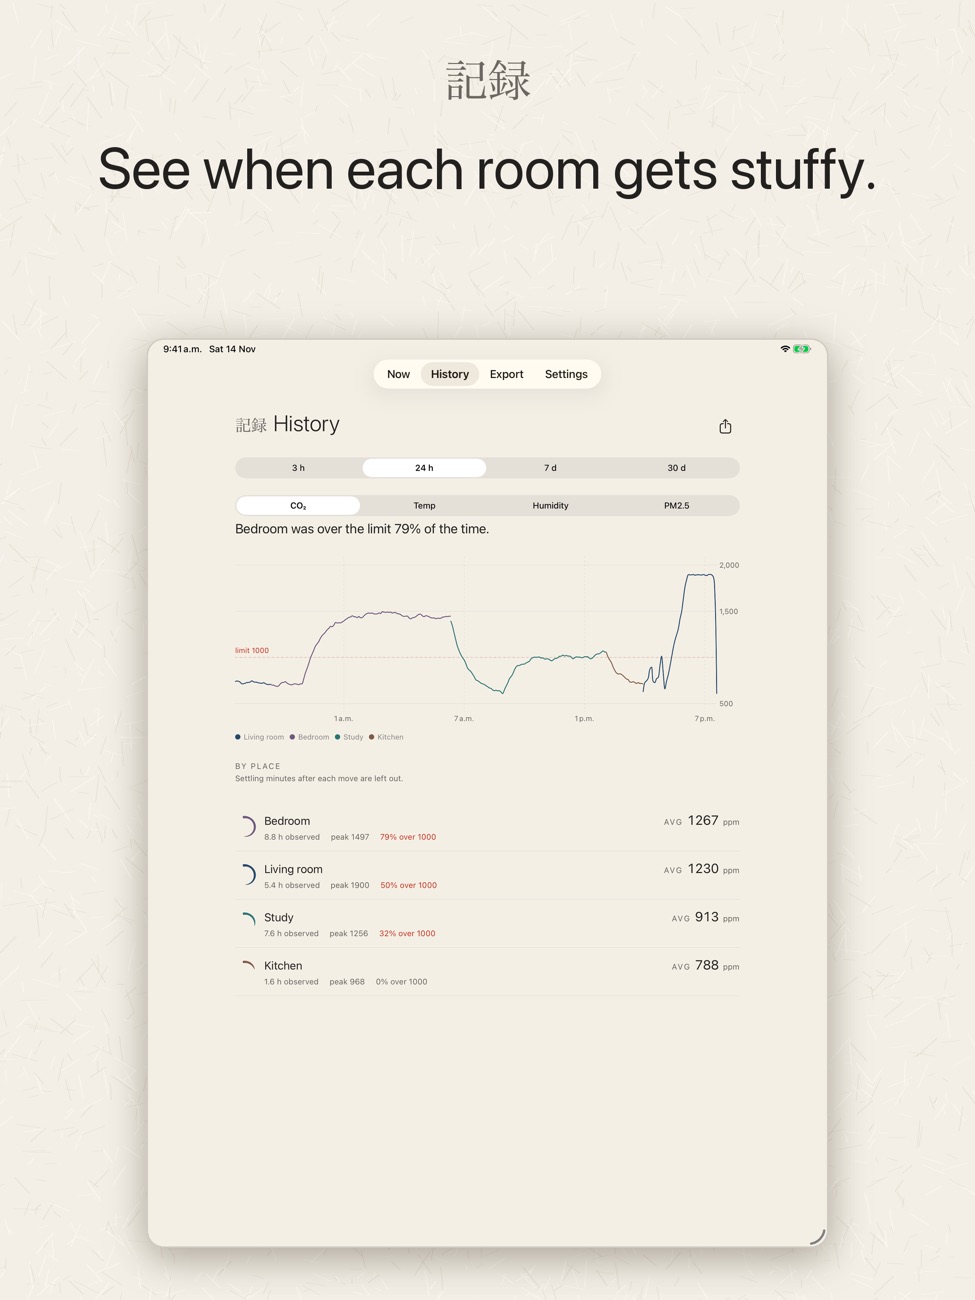 記録
See when each room gets stuffy.
9:41 a.m. Sat 14 Nov
Now History Export Settings
記録 History
3 h 24 h 7 d 30 d
CO₂ Temp Humidity PM2.5
Bedroom was over the limit 79% of the time.
2,000
1,500
limit 1000
500
1 a.m. 7 a.m. 1 p.m. 7 p.m.
Living room Bedroom Study Kitchen
BY PLACE
Settling minutes after each move are left out.
Bedroom AVG 1267 ppm
8.8 h observed peak 1497 79% over 1000
Living room AVG 1230 ppm
5.4 h observed peak 1900 50% over 1000
Study AVG 913 ppm
7.6 h observed peak 1256 32% over 1000
Kitchen AVG 788 ppm
1.6 h observed peak 968 0% over 1000